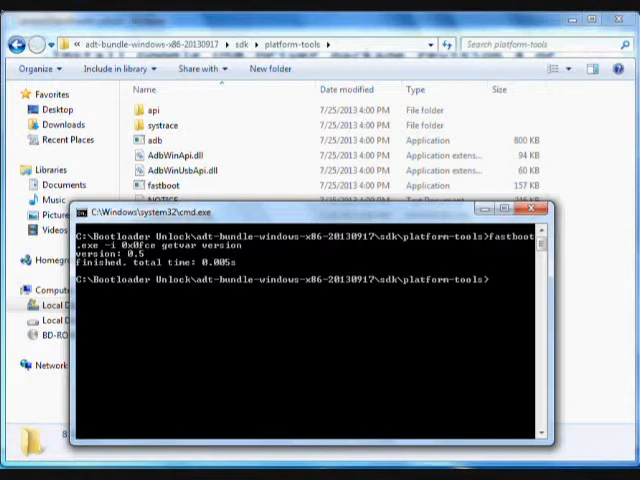 adt-bundle-windows-x86-20130917 sdk platform-tools Search platform-tools
Organize Include in library Share with New folder
Name Date modified Type Size
Favorites
Desktop
Downloads
Recent Places
Libraries
Documents
Music
Videos
Network
api 7/25/2013 4:00 PM File folder
systrace 7/25/2013 4:00 PM File folder
adb 7/25/2013 4:00 PM Application 800 KB
AdbWinApi.dll 7/25/2013 4:00 PM Application extens... 94 KB
AdbWinUsbApi.dll 7/25/2013 4:00 PM Application extens... 60 KB
fastboot 7/25/2013 4:00 PM Application 157 KB
C:\Windows\system32\cmd.exe
C:\Bootloader Unlock\adt-bundle-windows-x86-20130917\sdk\platform-tools>fastboot
.exe -i 0x0fce getvar version
version: 0.5
finished. total time: 0.005s
C:\Bootloader Unlock\adt-bundle-windows-x86-20130917\sdk\platform-tools>